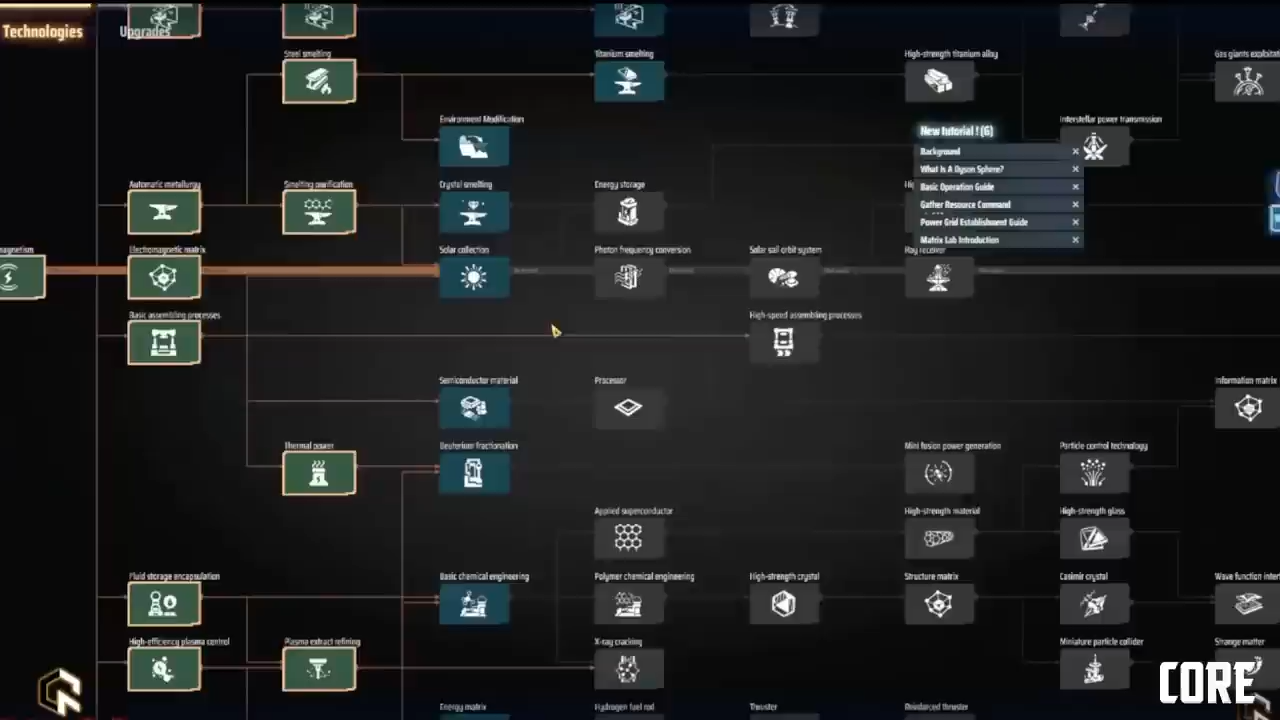 Technologies
Upgrades
Steel smelting
Titanium smelting
High-strength titanium alloy
Environment Modification
Interstellar power transmission
New tutorial ! (6)
Background
What Is A Dyson Sphere?
Basic Operation Guide
Gather Resource Command
Power Grid Establishment Guide
Matrix Lab Introduction
Automatic metallurgy
Smelting purification
Crystal smelting
Energy storage
Electromagnetic matrix
Solar collection
Photon frequency conversion
Solar sail orbit system
Ray receiver
Basic assembling processes
High-speed assembling processes
Semiconductor material
Processor
Information matrix
Thermal power
Deuterium fractionation
Mini fusion power generation
Particle control technology
Applied superconductor
High-strength material
High-strength glass
Fluid storage encapsulation
Basic chemical engineering
Polymer chemical engineering
High-strength crystal
Structure matrix
Casimir crystal
High-efficiency plasma control
Plasma extract refining
X-ray cracking
Miniature particle collider
Strange matter
Energy matrix
Hydrogen fuel rod
Thruster
Reinforced thruster
CORE